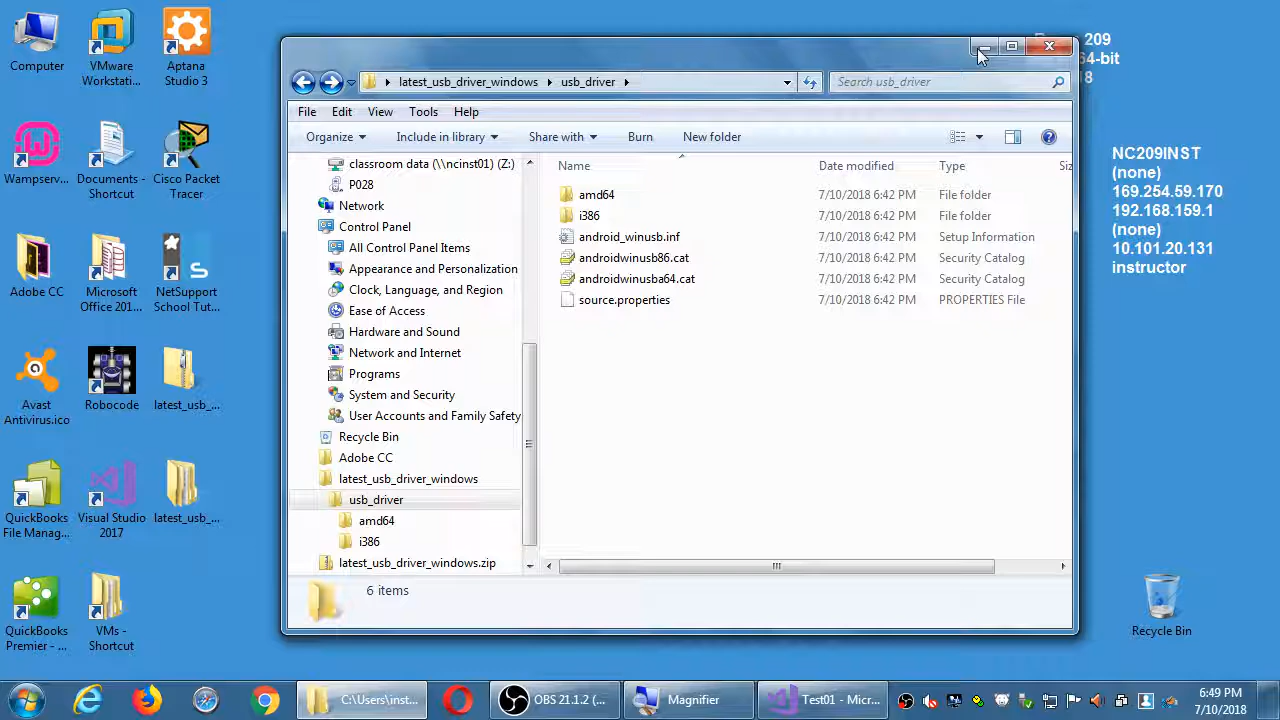 Computer
VMware
Workstati...
Aptana
Studio 3
Wampserv...
Documents -
Shortcut
Cisco Packet
Tracer
Adobe CC
Microsoft
Office 201...
NetSupport
School Tut...
Avast
Antivirus.ico
Robocode
latest_usb_...
QuickBooks
File Manag...
Visual Studio
2017
latest_usb_...
QuickBooks
Premier - ...
VMs -
Shortcut
latest_usb_driver_windows
usb_driver
Search usb_driver
File Edit View Tools Help
Organize Include in library Share with Burn
classroom data (\\ncinst01) (Z:)
P028
Network
Control Panel
All Control Panel Items
Appearance and Personalization
Clock, Language, and Region
Ease of Access
Hardware and Sound
Network and Internet
Programs
System and Security
User Accounts and Family Safety
Recycle Bin
Adobe CC
latest_usb_driver_windows
usb_driver
amd64
i386
latest_usb_driver_windows.zip
Name Date modified Type
amd64 7/10/2018 6:42 PM File folder
i386 7/10/2018 6:42 PM File folder
android_winusb.inf 7/10/2018 6:42 PM Setup Information
androidwinusb86.cat 7/10/2018 6:42 PM Security Catalog
androidwinusba64.cat 7/10/2018 6:42 PM Security Catalog
source.properties 7/10/2018 6:42 PM PROPERTIES File
6 items
209
64-bit
8
NC209INST
(none)
169.254.59.170
192.168.159.1
(none)
10.101.20.131
instructor
Recycle Bin
C:\Users\inst...
OBS 21.1.2 (...
Magnifier
Test01 - Micr...
6:49 PM
7/10/2018